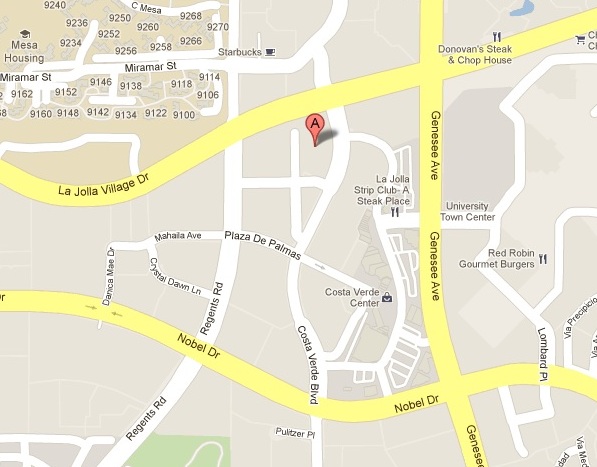 C Mesa
9240
9250
9268
9270
9234
9260
9260
Mesa
Housing
9236
9256
9266
9258
Starbucks
Donovan's Steak
& Chop House
Miramar St
Miramar St
9162
9146
9138
9118
9114
9106
9152
9160
9148
9142
9134
9122
9100
A
Genesee Ave
La Jolla Village Dr
La Jolla
Strip Club- A
Steak Place
University
Town Center
Mahaila Ave
Plaza De Palmas
Genesee Ave
Red Robin
Gourmet Burgers
Danica Mae Dr
Crystal Dawn Ln
Regents Rd
Costa Verde
Center
Dr
Nobel Dr
Costa Verde Blvd
Lombard Pl
Via Precipicio
Nobel Dr
Regents Rd
Pulitzer Pl
Genesee